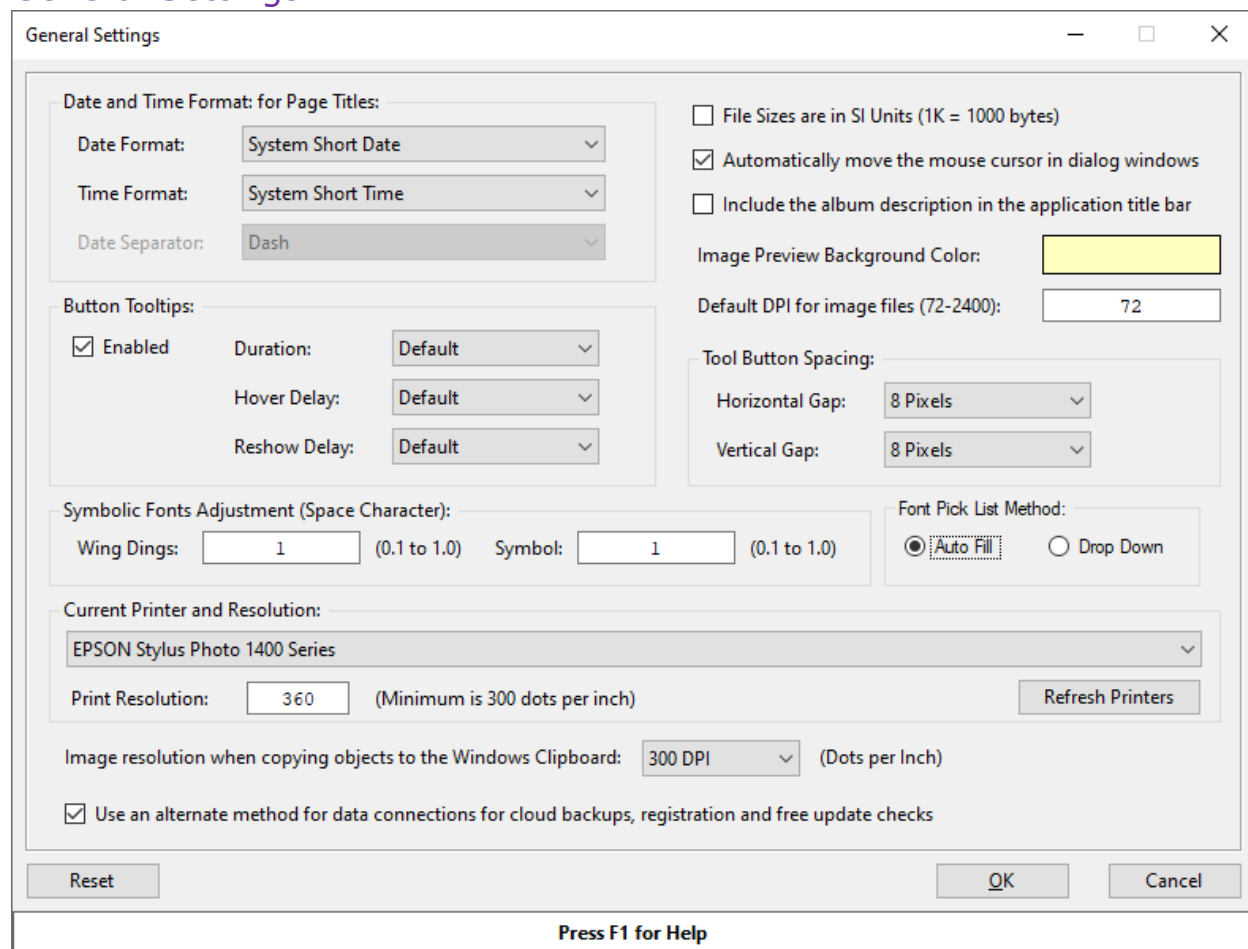 General Settings
General Settings
Date and Time Format: for Page Titles:
Date Format: System Short Date
Time Format: System Short Time
Date Separator: Dash
File Sizes are in SI Units (1K = 1000 bytes)
Automatically move the mouse cursor in dialog windows
Include the album description in the application title bar
Image Preview Background Color:
Default DPI for image files (72-2400): 72
Button Tooltips:
Enabled
Duration: Default
Hover Delay: Default
Reshow Delay: Default
Tool Button Spacing:
Horizontal Gap: 8 Pixels
Vertical Gap: 8 Pixels
Symbolic Fonts Adjustment (Space Character):
Wing Dings: 1 (0.1 to 1.0) Symbol: 1 (0.1 to 1.0)
Font Pick List Method:
Auto Fill Drop Down
Current Printer and Resolution:
EPSON Stylus Photo 1400 Series
Print Resolution: 360 (Minimum is 300 dots per inch) Refresh Printers
Image resolution when copying objects to the Windows Clipboard: 300 DPI (Dots per Inch)
Use an alternate method for data connections for cloud backups, registration and free update checks
Reset OK Cancel
Press F1 for Help